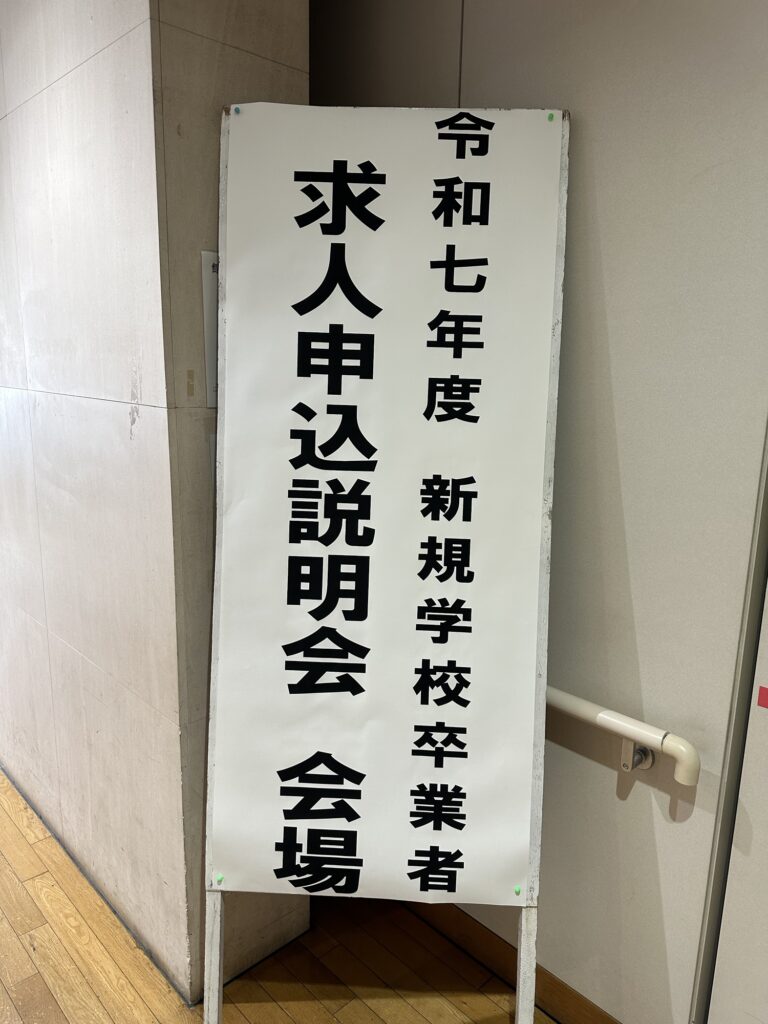 令和七年度　新規学校卒業者
求人申込説明会　会場